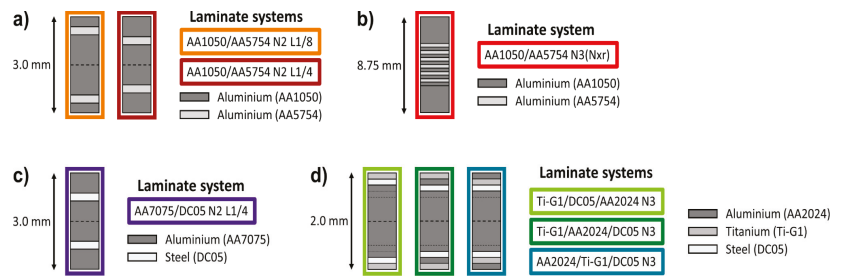 a)
Laminate systems
3.0 mm
AA1050/AA5754 N2 L1/8
AA1050/AA5754 N2 L1/4
Aluminium (AA1050)
Aluminium (AA5754)
b)
Laminate system
8.75 mm
AA1050/AA5754 N3(Nxr)
Aluminium (AA1050)
Aluminium (AA5754)
c)
Laminate system
3.0 mm
AA7075/DC05 N2 L1/4
Aluminium (AA7075)
Steel (DC05)
d)
Laminate systems
2.0 mm
Ti-G1/DC05/AA2024 N3
Ti-G1/AA2024/DC05 N3
AA2024/Ti-G1/DC05 N3
Aluminium (AA2024)
Titanium (Ti-G1)
Steel (DC05)